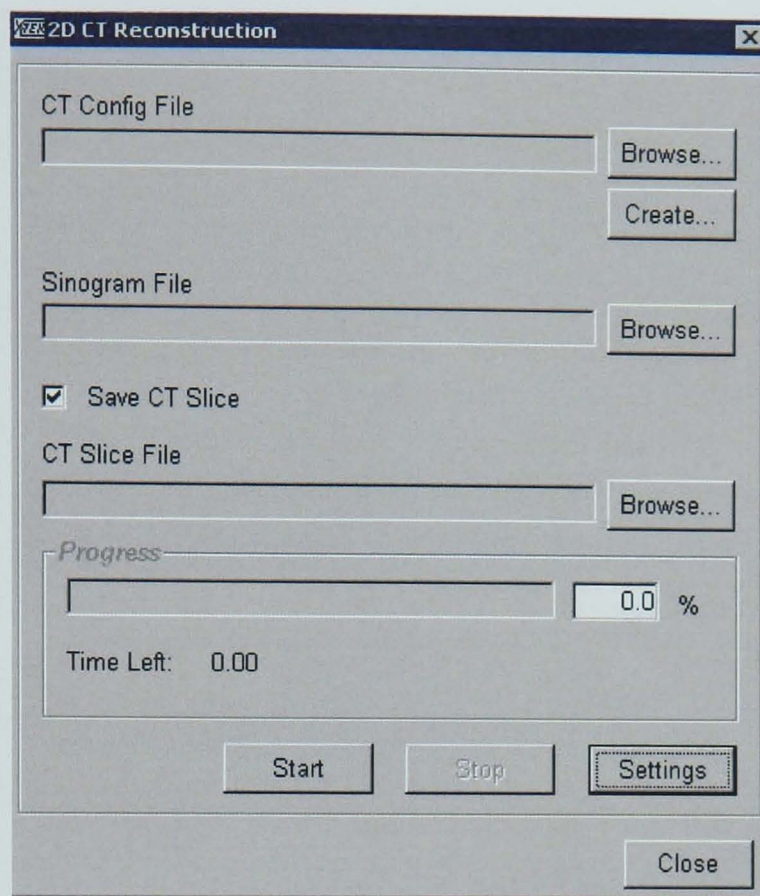 2D CT Reconstruction
CT Config File
Browse...
Create...
Sinogram File
Browse...
Save CT Slice
CT Slice File
Browse...
Progress
0.0 %
Time Left: 0.00
Start Stop Settings
Close